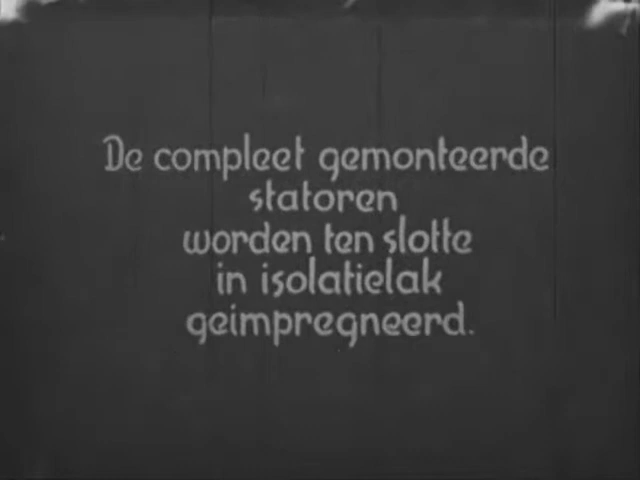 De compleet gemonteerde
statoren
worden ten slotte
in isolatielak
geimpregneerd.